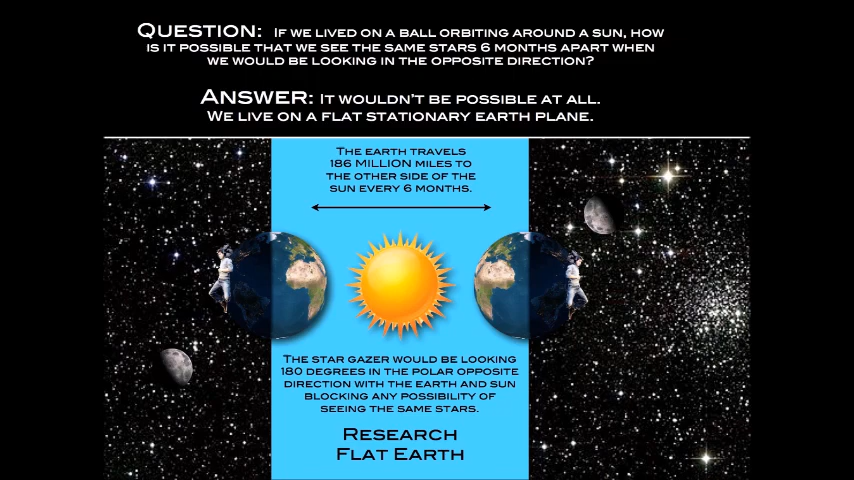 QUESTION: IF WE LIVED ON A BALL ORBITING AROUND A SUN, HOW
IS IT POSSIBLE THAT WE SEE THE SAME STARS 6 MONTHS APART WHEN
WE WOULD BE LOOKING IN THE OPPOSITE DIRECTION?
ANSWER: IT WOULDN'T BE POSSIBLE AT ALL.
WE LIVE ON A FLAT STATIONARY EARTH PLANE.
THE EARTH TRAVELS
186 MILLION MILES TO
THE OTHER SIDE OF THE
SUN EVERY 6 MONTHS.
THE STAR GAZER WOULD BE LOOKING
180 DEGREES IN THE POLAR OPPOSITE
DIRECTION WITH THE EARTH AND SUN
BLOCKING ANY POSSIBILITY OF
SEEING THE SAME STARS.
RESEARCH
FLAT EARTH